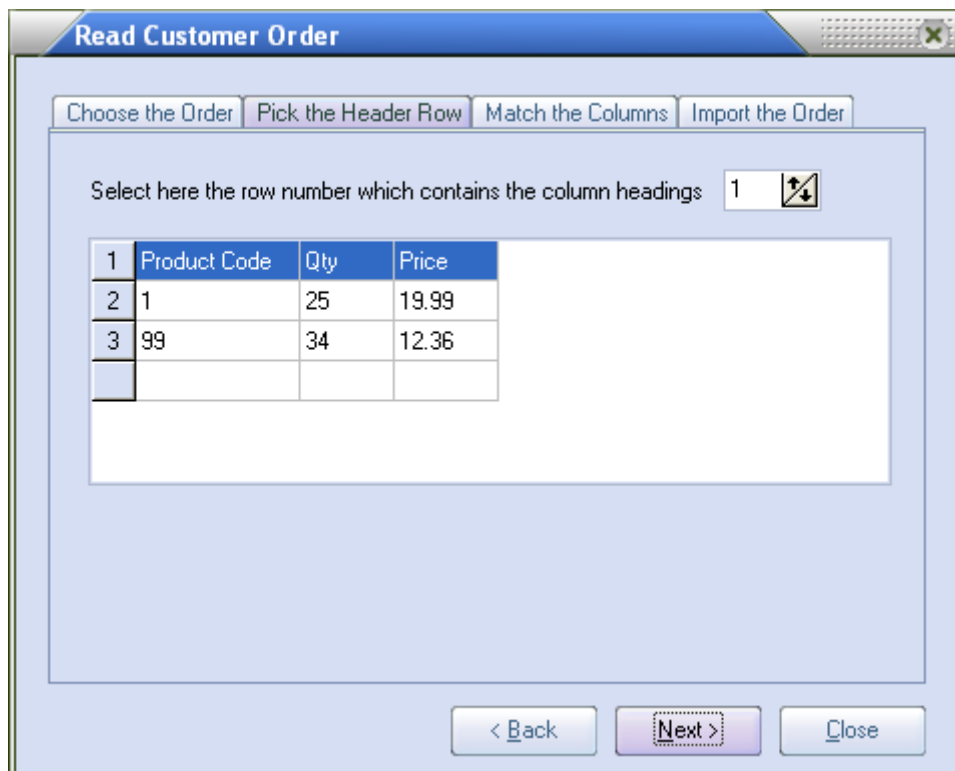 Read Customer Order
Choose the Order Pick the Header Row Match the Columns Import the Order
Select here the row number which contains the column headings 1
1 Product Code Qty Price
2 1 25 19.99
3 99 34 12.36
< Back Next > Close